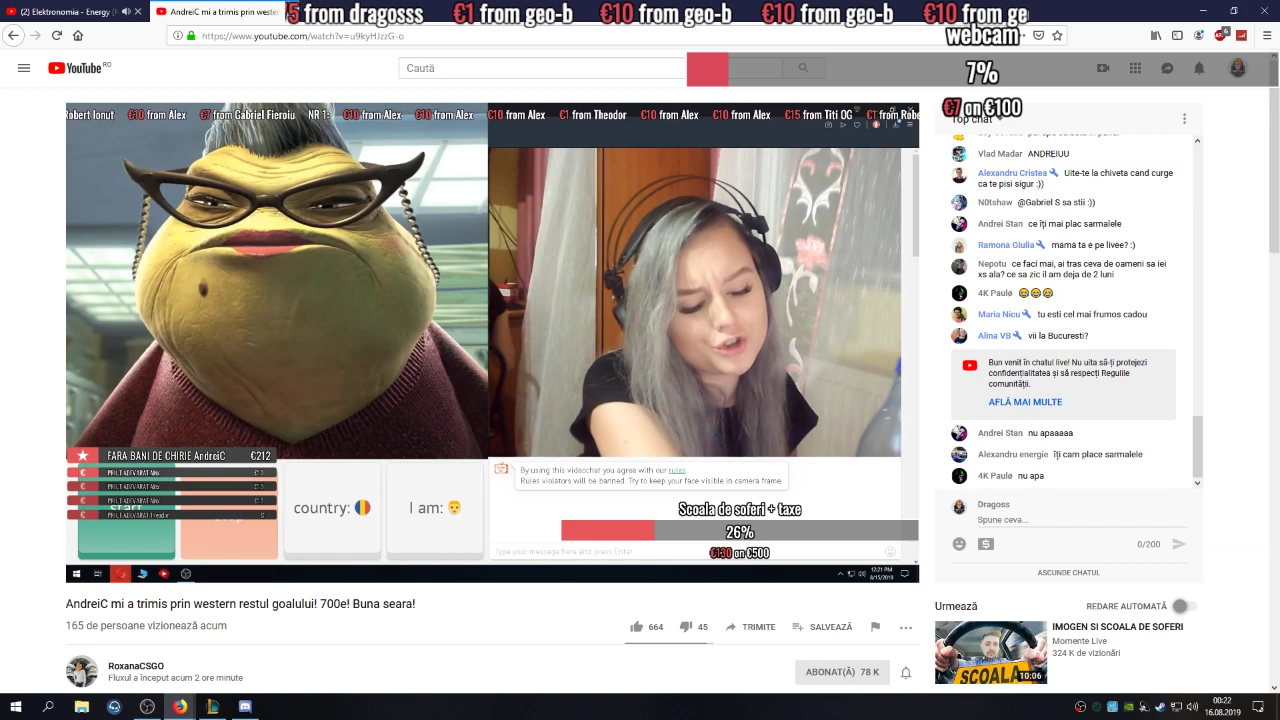 (1) Elektronegative l
(1) AndreiC mi a trimis prin wester
€5 from dragosss €1 from geo-b €10 from geo-b €10 from geo-b €10 from ge
https://www.youtube.com/watch?v=u9kyHJzzG-o
webcam
7%
€7 on €100
YouTube RO
Caută
Robert Ionut €10 from Alex €7 from Gabriel Fieroiu NR 1: €10 from Alex €10 from Alex €10 from Alex €1 from Theodor €10 from Alex €10 from Alex €15 from Titi OG €1 from Robe
Top chat
Vlad Madar ANDREIUU
Alexandru Cristea Uite-te la chiveta cand curge
ca te pisi sigur :))
N0tshaw @Gabriel S sa stii :))
Andrei Stan ce îți mai plac sarmalele
Ramona Giulia mama ta e pe livee? :)
Nepotu ce faci mai, ai tras ceva de oameni sa iei
xs ala? ce sa zic il am deja de 2 luni
4K Paulo 😂😂😂
Maria Nicu tu esti cel mai frumos cadou
Alina VB vii la Bucuresti?
Bun venit în chatul live! Nu uita să-ți protejezi
confidențialitatea și să respecți Regulile
comunității.
AFLĂ MAI MULTE
Andrei Stan nu apaaaaa
Alexandru energie îți cam place sarmalele
4K Paulo nu apa
Dragoss
Spune ceva...
0/200
ASCUNDE CHATUL
FARA BANI DE CHIRIE AndreiC €212
country:
I am:
By using this videochat you agree with our rules.
Rules violators will be banned. Try to keep your face visible in camera frame.
Scoala de soferi + taxe
26%
€130 on €500
Type your message here and press Enter
12:21 PM
8/15/2019
AndreiC mi a trimis prin western restul goalului! 700e! Buna seara!
165 de persoane vizionează acum
664 45 TRIMITE SALVEAZĂ
RoxanaCSGO
Fluxul a început acum 2 ore minute
ABONAT(Ă) 78 K
Urmează
REDARE AUTOMATĂ
IMOGEN SI SCOALA DE SOFERI
Momente Live
324 K de vizionări
SCOALA
10:06
00:22
16.08.2019